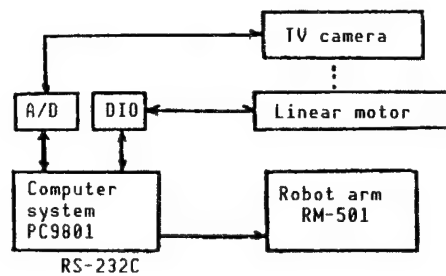 TV camera
A/D
DIO
Linear motor
Computer
system
PC9801
Robot arm
RM-501
RS-232C